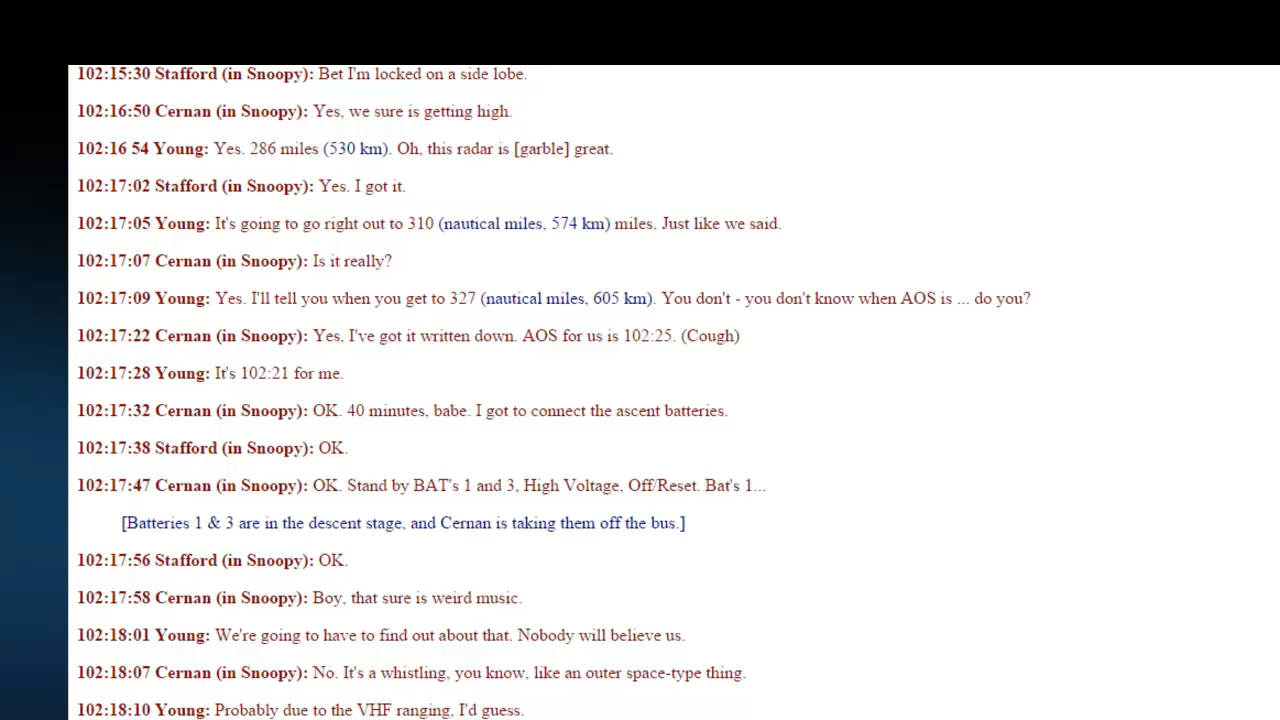 102:15:30 Stafford (in Snoopy): Bet I'm locked on a side lobe.
102:16:50 Cernan (in Snoopy): Yes, we sure is getting high.
102:16 54 Young: Yes. 286 miles (530 km). Oh, this radar is [garble] great.
102:17:02 Stafford (in Snoopy): Yes. I got it.
102:17:05 Young: It's going to go right out to 310 (nautical miles, 574 km) miles. Just like we said.
102:17:07 Cernan (in Snoopy): Is it really?
102:17:09 Young: Yes. I'll tell you when you get to 327 (nautical miles, 605 km). You don't - you don't know when AOS is ... do you?
102:17:22 Cernan (in Snoopy): Yes, I've got it written down. AOS for us is 102:25. (Cough)
102:17:28 Young: It's 102:21 for me.
102:17:32 Cernan (in Snoopy): OK. 40 minutes, babe. I got to connect the ascent batteries.
102:17:38 Stafford (in Snoopy): OK.
102:17:47 Cernan (in Snoopy): OK. Stand by BAT's 1 and 3, High Voltage, Off/Reset. Bat's 1...
[Batteries 1 & 3 are in the descent stage, and Cernan is taking them off the bus.]
102:17:56 Stafford (in Snoopy): OK.
102:17:58 Cernan (in Snoopy): Boy, that sure is weird music.
102:18:01 Young: We're going to have to find out about that. Nobody will believe us.
102:18:07 Cernan (in Snoopy): No. It's a whistling, you know, like an outer space-type thing.
102:18:10 Young: Probably due to the VHF ranging, I'd guess.